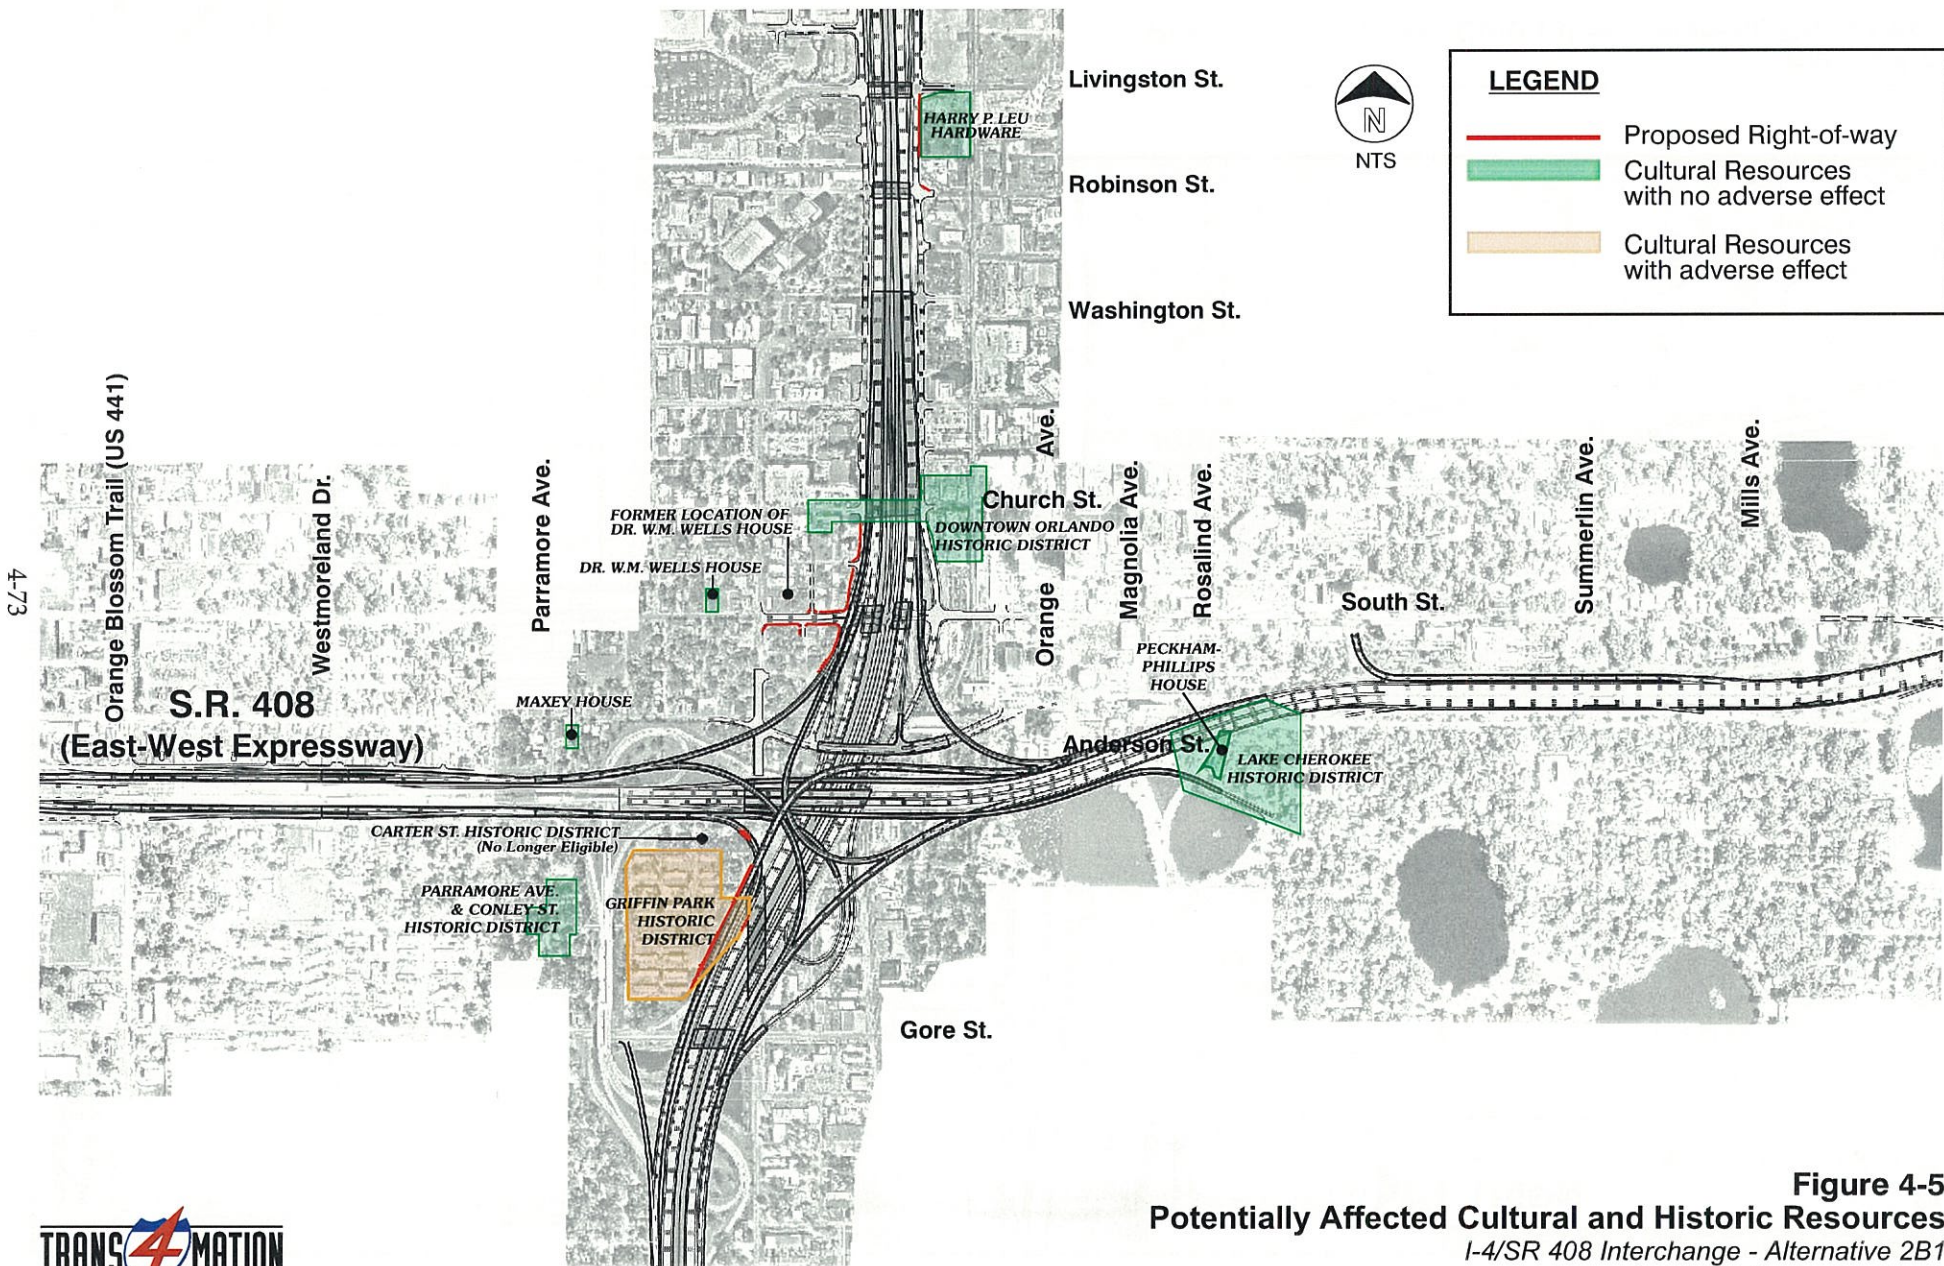 Livingston St.
HARRY P. LEU
HARDWARE
Robinson St.
Washington St.
N
NTS
LEGEND
Proposed Right-of-way
Cultural Resources
with no adverse effect
Cultural Resources
with adverse effect
4-73
Orange Blossom Trail (US 441)
Westmoreland Dr.
Parramore Ave.
FORMER LOCATION OF
DR. W.M. WELLS HOUSE
DR. W.M. WELLS HOUSE
Church St.
DOWNTOWN ORLANDO
HISTORIC DISTRICT
Orange Ave.
Magnolia Ave.
Rosalind Ave.
South St.
Summerlin Ave.
Mills Ave.
S.R. 408
(East-West Expressway)
MAXEY HOUSE
PECKHAM-
PHILLIPS
HOUSE
Anderson St.
LAKE CHEROKEE
HISTORIC DISTRICT
CARTER ST. HISTORIC DISTRICT
(No Longer Eligible)
PARRAMORE AVE.
& CONLEY ST.
HISTORIC DISTRICT
GRIFFIN PARK
HISTORIC
DISTRICT
Gore St.
TRANS4MATION
Figure 4-5
Potentially Affected Cultural and Historic Resources
I-4/SR 408 Interchange - Alternative 2B1